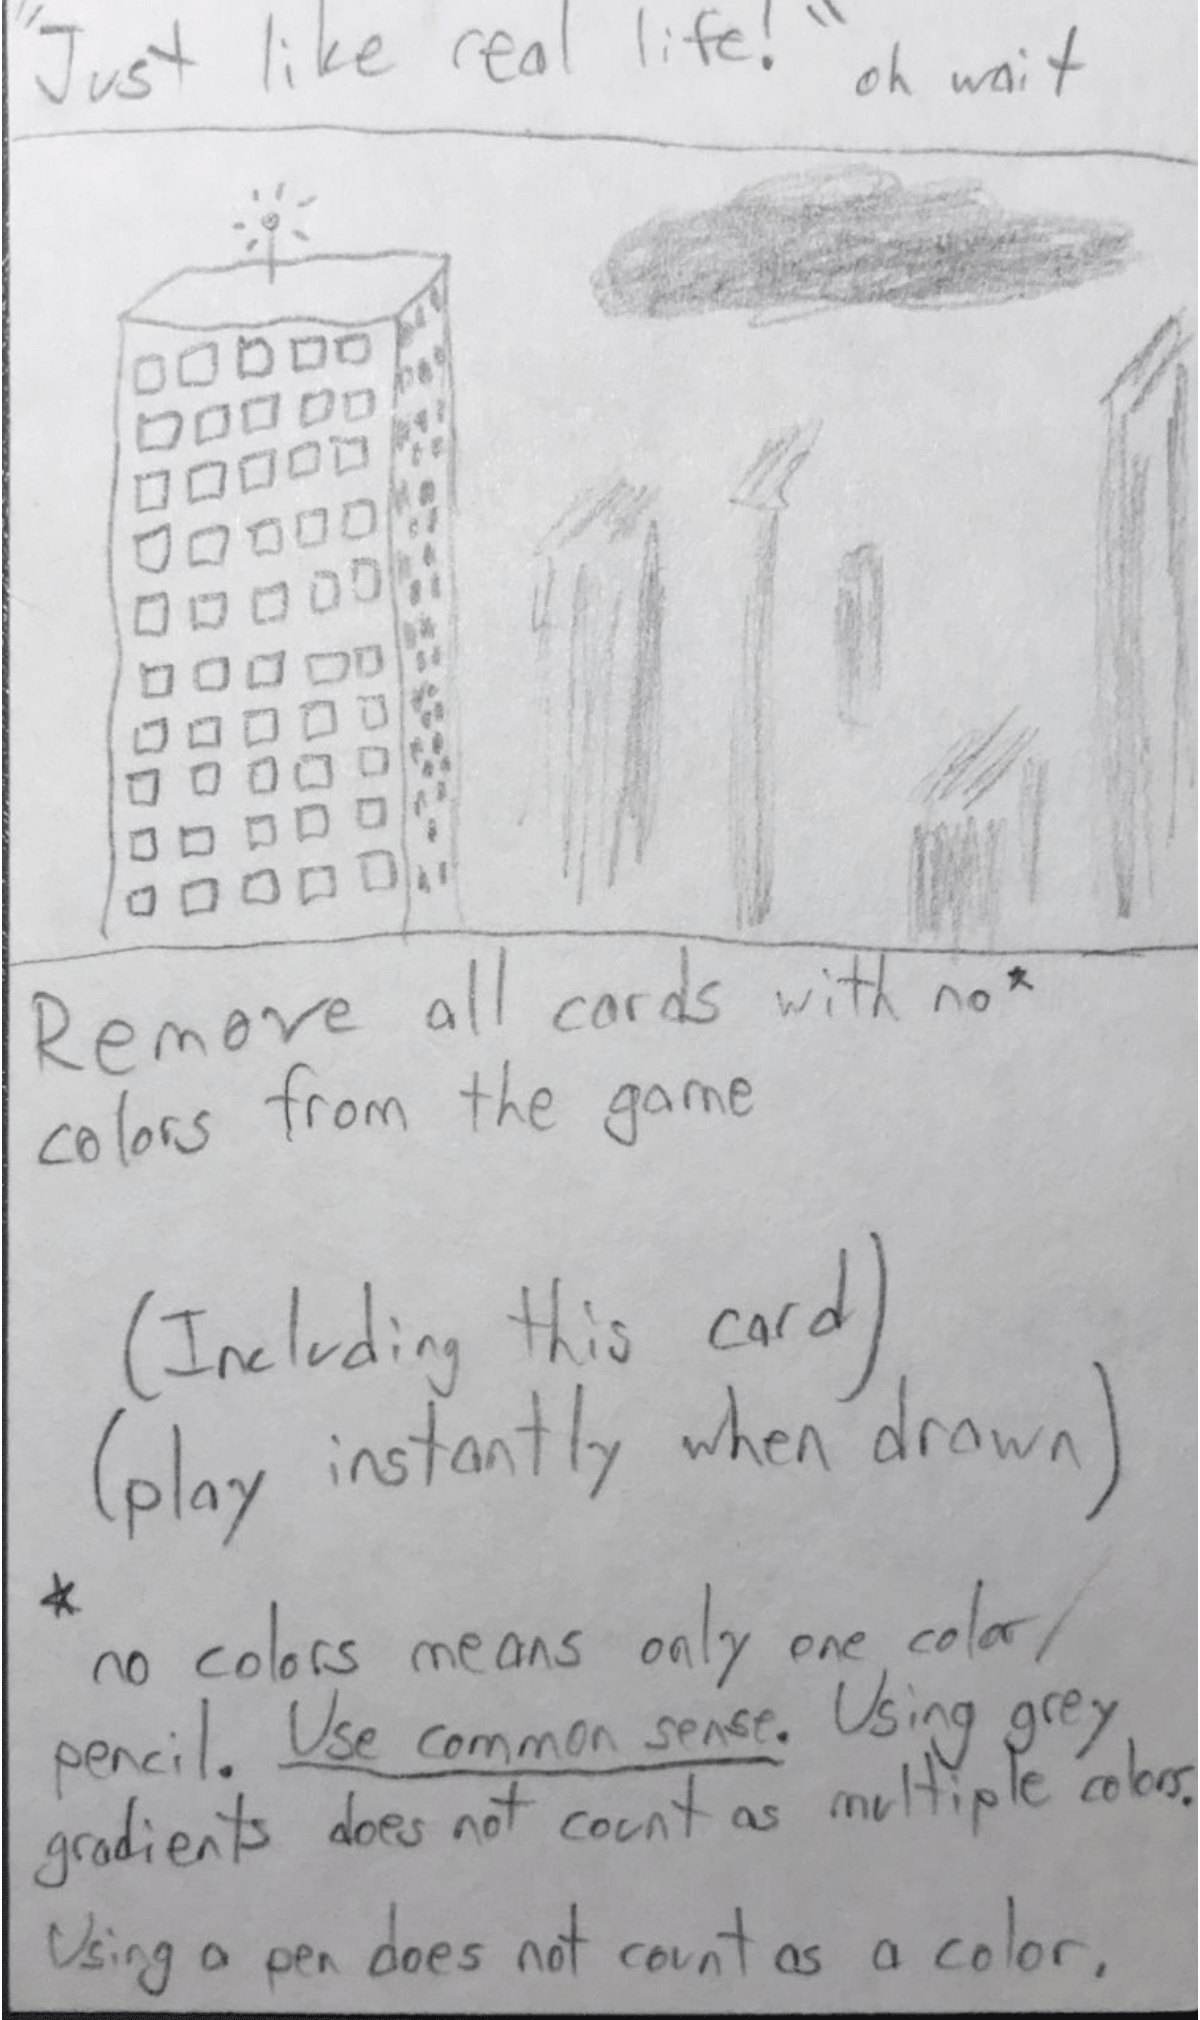 "Just like real life!" oh wait
Remove all cards with no*
colors from the game
(Including this card)
(play instantly when drawn)
*
no colors means only one color/
pencil. Use common sense. Using grey
gradients does not count as multiple colors.
Using a pen does not count as a color.